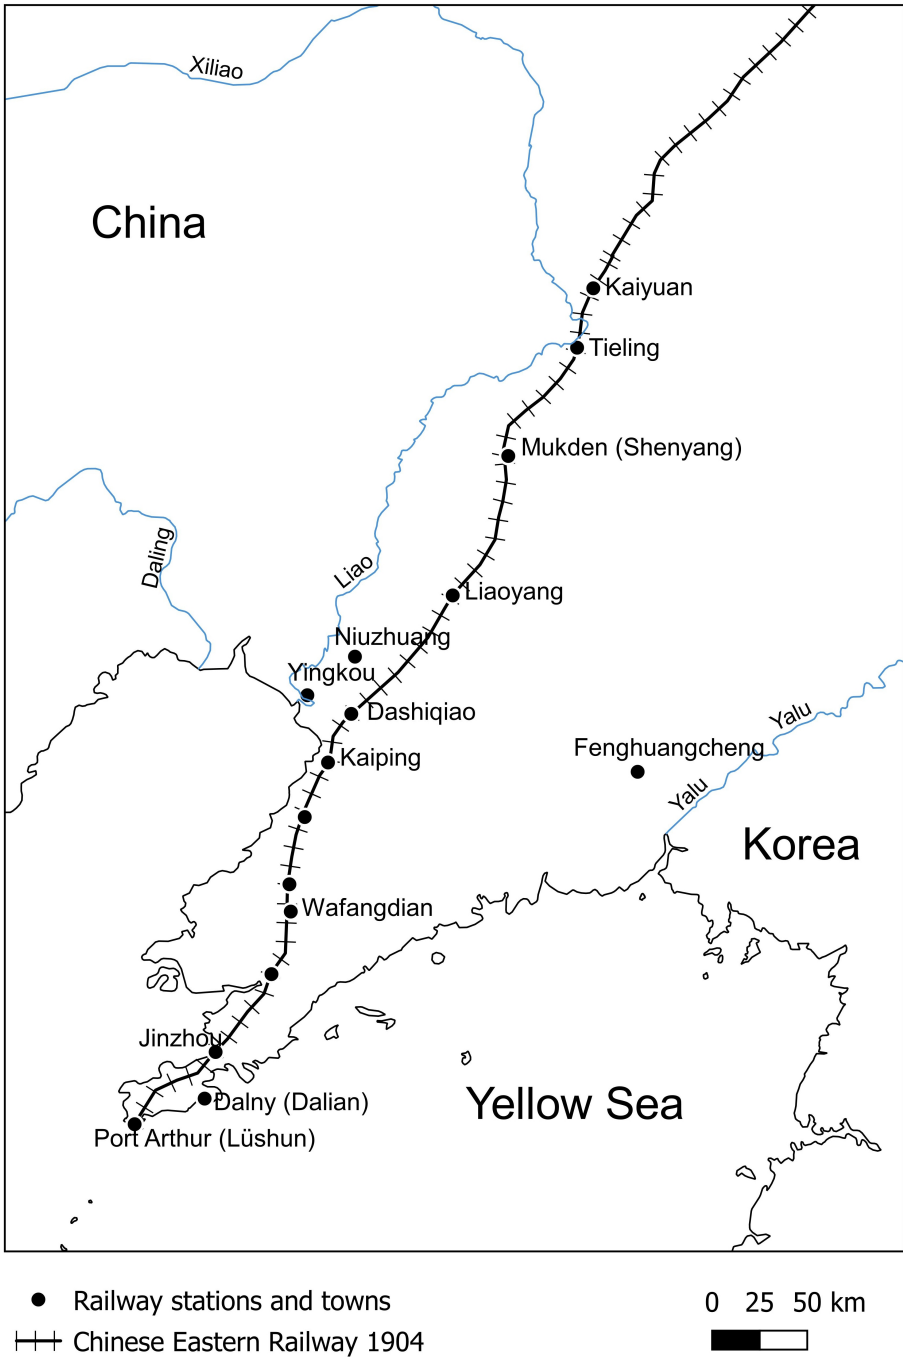 Xiliao
China
Kaiyuan
Tieling
Mukden (Shenyang)
Daling
Liao
Liaoyang
Niuzhuang
Yingkou
Dashiqiao
Yalu
Fenghuangcheng
Kaiping
Yalu
Korea
Wafangdian
Jinzhou
Dalny (Dalian)
Yellow Sea
Port Arthur (Lüshun)
Railway stations and towns
0 25 50 km
Chinese Eastern Railway 1904